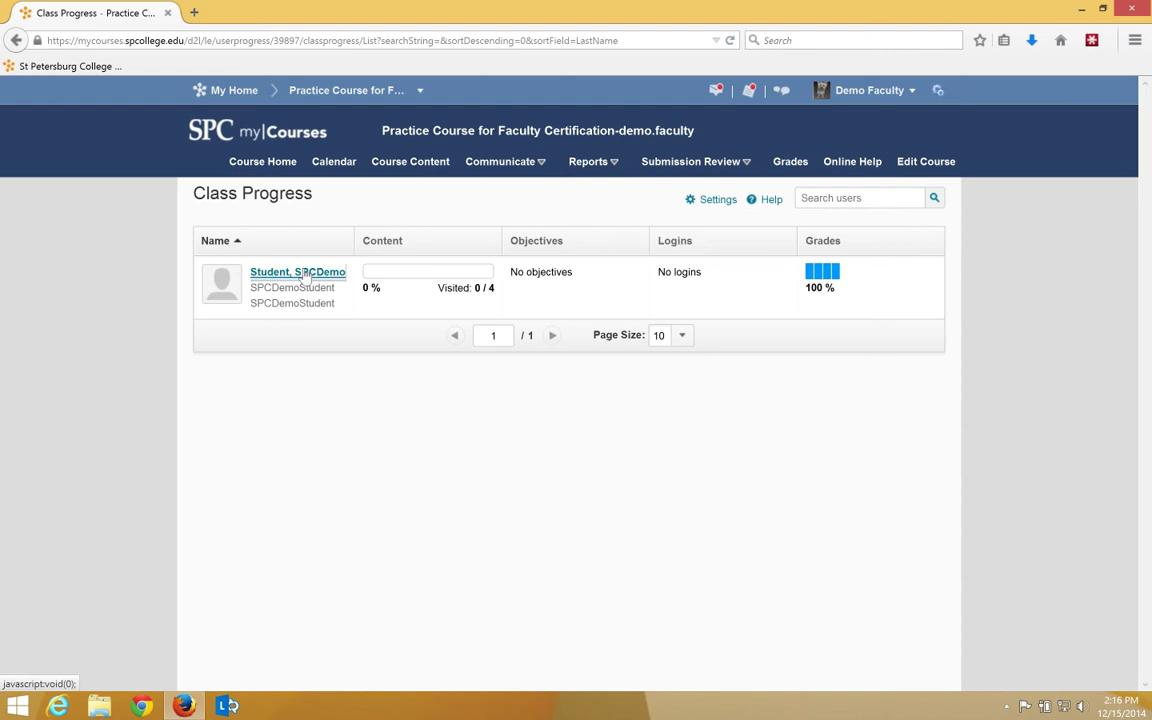 Class Progress - Practice C...
https://mycourses.spcollege.edu/d2l/le/userprogress/39897/classprogress/List?searchString=&sortDescending=0&sortField=LastName
Search
St Petersburg College ...
My Home
Practice Course for F...
Demo Faculty
SPC my|Courses
Practice Course for Faculty Certification-demo.faculty
Course Home
Calendar
Course Content
Communicate
Reports
Submission Review
Grades
Online Help
Edit Course
Class Progress
Settings
Help
Search users
Name
Content
Objectives
Logins
Grades
Student, SPCDemo
No objectives
No logins
SPCDemoStudent
0 %
Visited: 0 / 4
100 %
SPCDemoStudent
1
/ 1
Page Size:
10
javascript:void(0);
2:16 PM
12/15/2014